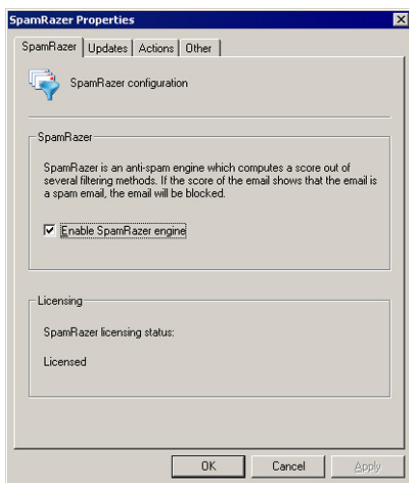 SpamRazer Properties
SpamRazer Updates Actions Other
SpamRazer configuration
SpamRazer
SpamRazer is an anti-spam engine which computes a score out of
several filtering methods. If the score of the email shows that the email is
a spam email, the email will be blocked.
Enable SpamRazer engine
Licensing
SpamRazer licensing status:
Licensed
OK Cancel Apply